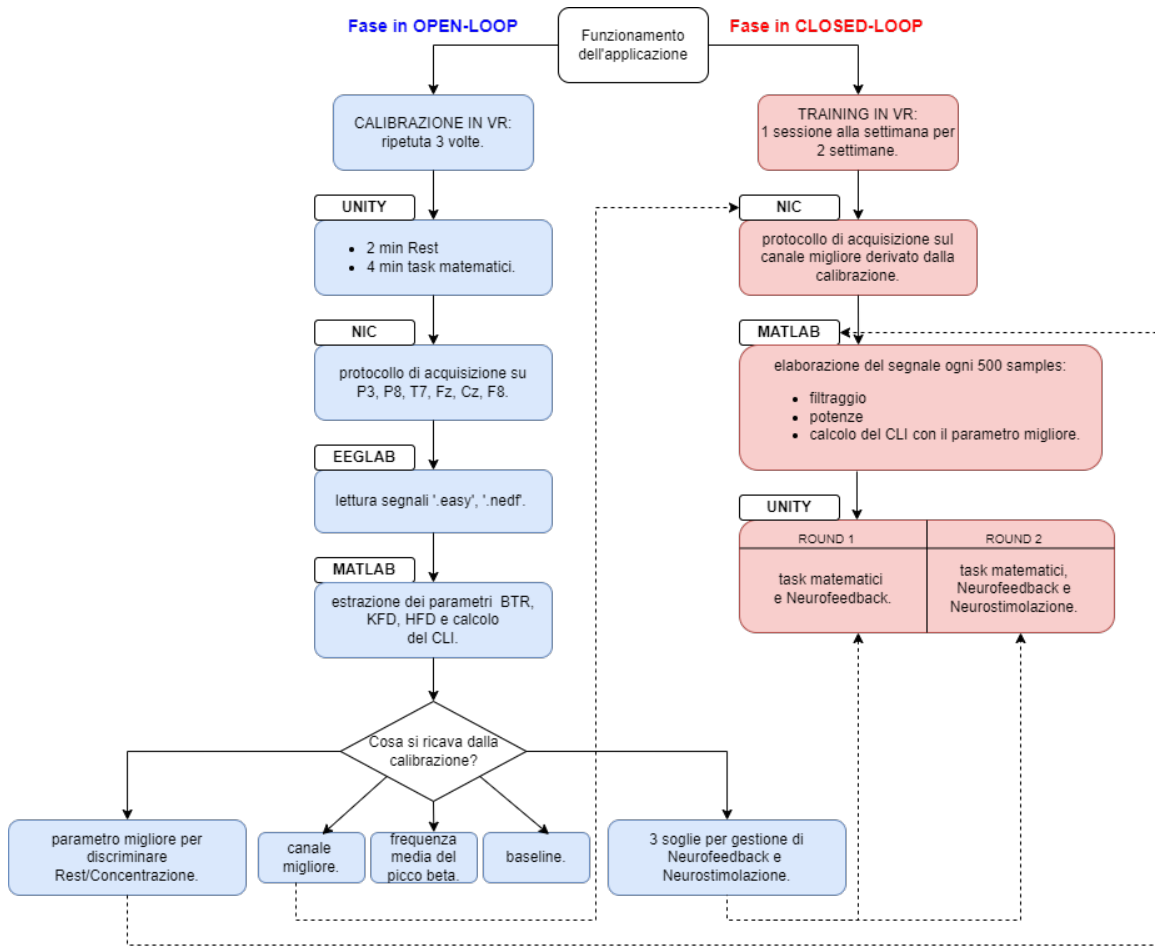 Fase in OPEN-LOOP
Funzionamento
dell'applicazione
Fase in CLOSED-LOOP
CALIBRAZIONE IN VR:
ripetuta 3 volte.
UNITY
• 2 min Rest
• 4 min task matematici.
NIC
protocollo di acquisizione su
P3, P8, T7, Fz, Cz, F8.
EEGLAB
lettura segnali '.easy', '.nedf'.
MATLAB
estrazione dei parametri BTR,
KFD, HFD e calcolo
del CLI.
Cosa si ricava dalla
calibrazione?
parametro migliore per
discriminare
Rest/Concentrazione.
canale
migliore.
frequenza
media del
picco beta.
baseline.
3 soglie per gestione di
Neurofeedback e
Neurostimolazione.
TRAINING IN VR:
1 sessione alla settimana per
2 settimane.
NIC
protocollo di acquisizione sul
canale migliore derivato dalla
calibrazione.
MATLAB
elaborazione del segnale ogni 500 samples:
• filtraggio
• potenze
• calcolo del CLI con il parametro migliore.
UNITY
ROUND 1
task matematici
e Neurofeedback.
ROUND 2
task matematici,
Neurofeedback e
Neurostimolazione.